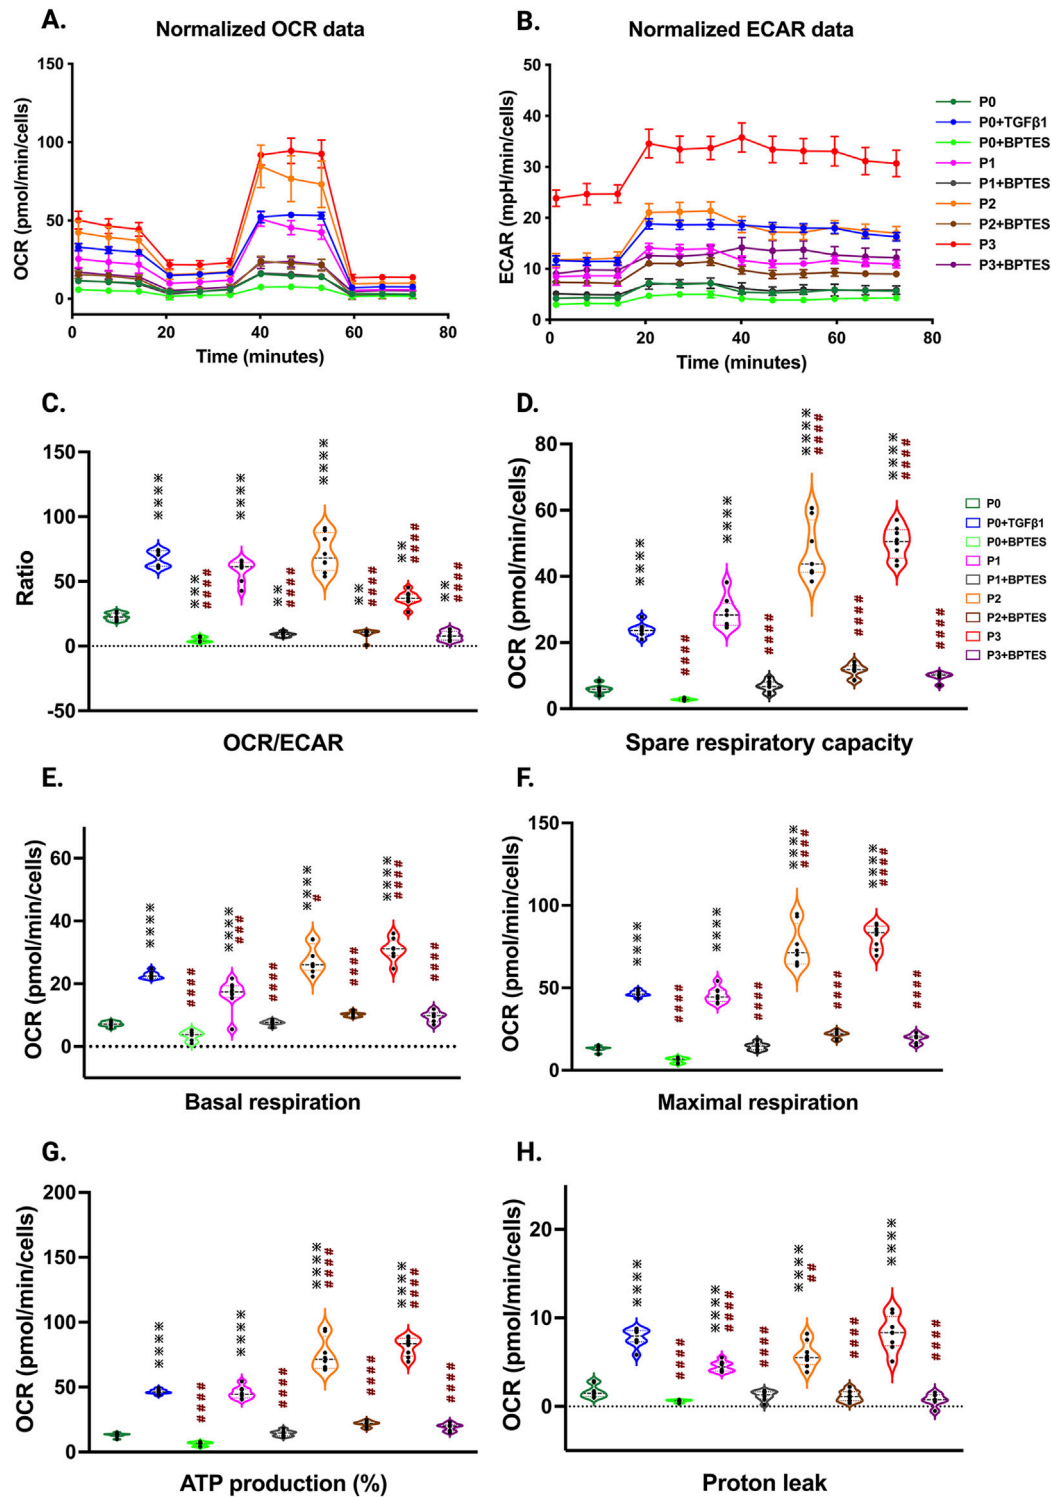 A.
Normalized OCR data
OCR (pmol/min/cells)
150
100
50
0
0 20 40 60 80
Time (minutes)
B.
Normalized ECAR data
ECAR (mpH/min/cells)
50
40
30
20
10
0
0 20 40 60 80
Time (minutes)
P0
P0+TGFβ1
P0+BPTES
P1
P1+BPTES
P2
P2+BPTES
P3
P3+BPTES
C.
Ratio
150
100
50
0
-50
****
***
####
****
**
####
****
**
####
**
####
**
####
OCR/ECAR
D.
OCR (pmol/min/cells)
80
60
40
20
0
****
####
****
####
****
####
####
****
####
####
Spare respiratory capacity
P0
P0+TGFβ1
P0+BPTES
P1
P1+BPTES
P2
P2+BPTES
P3
P3+BPTES
E.
OCR (pmol/min/cells)
60
40
20
0
****
####
****
###
####
****
#
####
****
####
####
Basal respiration
F.
OCR (pmol/min/cells)
150
100
50
0
****
####
****
####
****
####
####
****
####
####
Maximal respiration
G.
OCR (pmol/min/cells)
200
150
100
50
0
****
####
****
####
****
####
####
****
####
####
ATP production (%)
H.
OCR (pmol/min/cells)
20
10
0
****
####
****
####
####
****
##
####
****
####
Proton leak